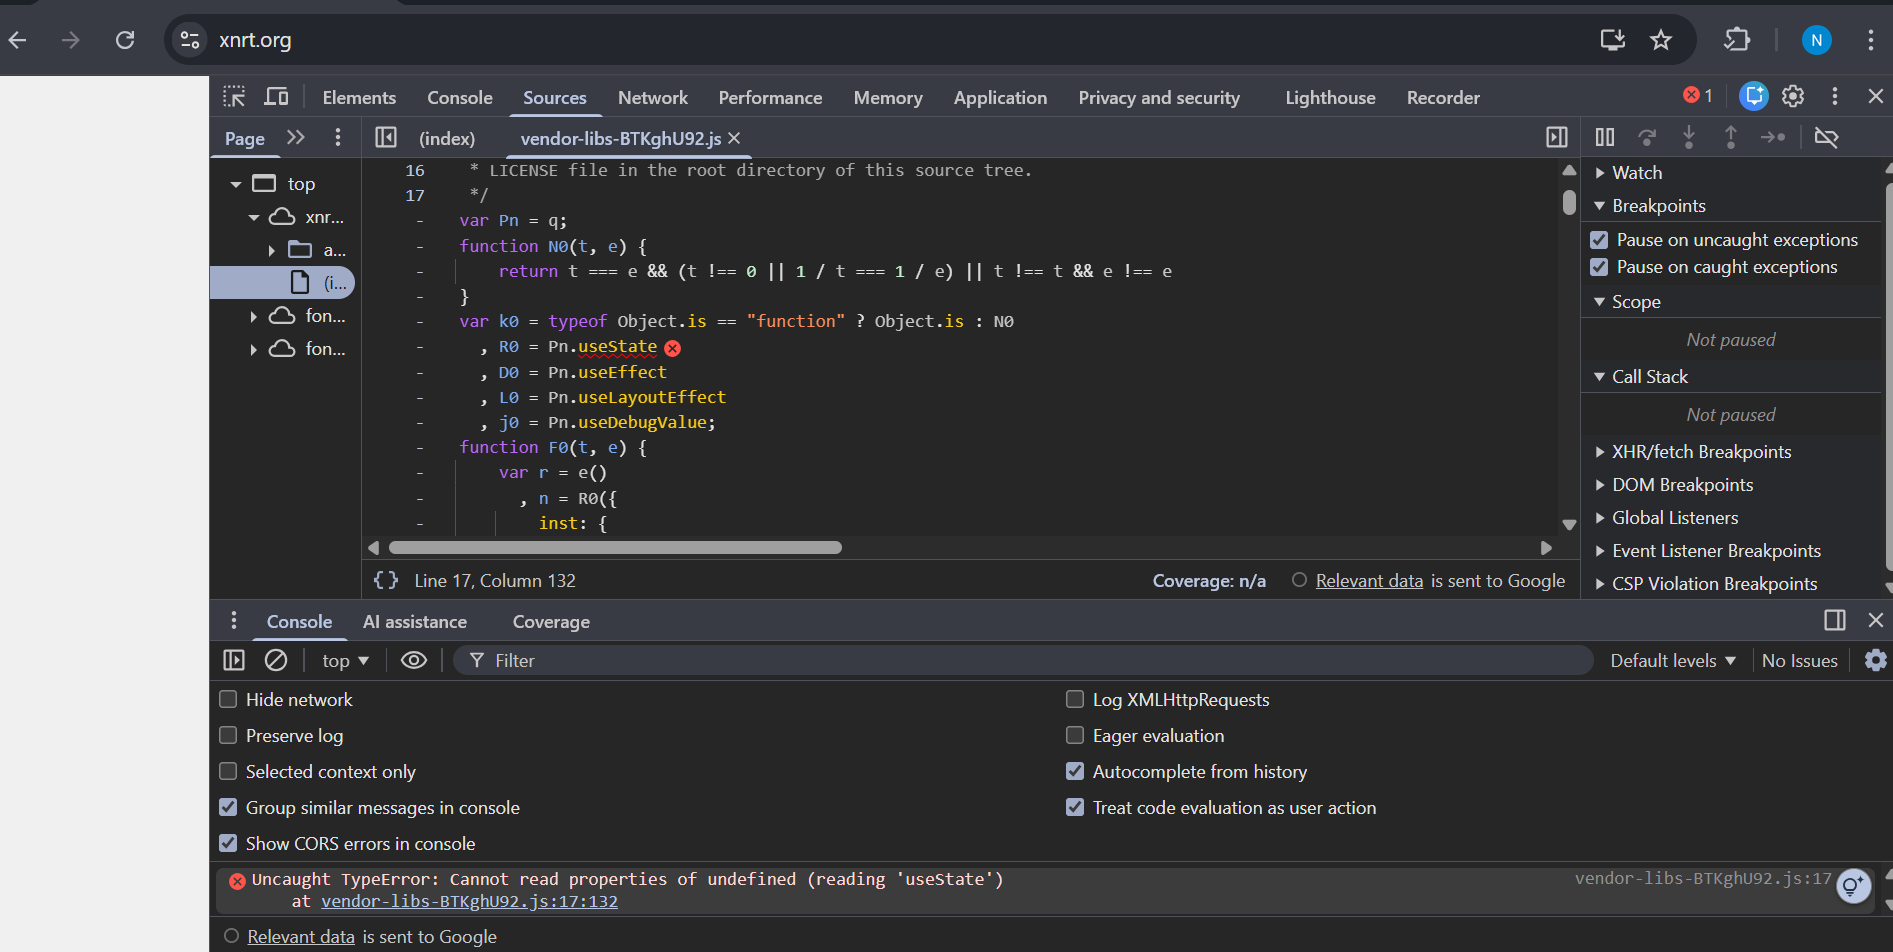 xnrt.org
N
Elements Console Sources Network Performance Memory Application Privacy and security Lighthouse Recorder 1
Page (index) vendor-libs-BTKghU92.js
top
xnr...
a...
(i...
fon...
fon...
16 * LICENSE file in the root directory of this source tree.
17 */
- var Pn = q;
- function N0(t, e) {
- return t === e && (t !== 0 || 1 / t === 1 / e) || t !== t && e !== e
- }
- var k0 = typeof Object.is == "function" ? Object.is : N0
- , R0 = Pn.useState
- , D0 = Pn.useEffect
- , L0 = Pn.useLayoutEffect
- , j0 = Pn.useDebugValue;
- function F0(t, e) {
- var r = e()
- , n = R0({
- inst: {
{} Line 17, Column 132 Coverage: n/a Relevant data is sent to Google
Watch
Breakpoints
Pause on uncaught exceptions
Pause on caught exceptions
Scope
Not paused
Call Stack
Not paused
XHR/fetch Breakpoints
DOM Breakpoints
Global Listeners
Event Listener Breakpoints
CSP Violation Breakpoints
Console AI assistance Coverage
top Filter Default levels No Issues
Hide network Log XMLHttpRequests
Preserve log Eager evaluation
Selected context only Autocomplete from history
Group similar messages in console Treat code evaluation as user action
Show CORS errors in console
Uncaught TypeError: Cannot read properties of undefined (reading 'useState') vendor-libs-BTKghU92.js:17
at vendor-libs-BTKghU92.js:17:132
Relevant data is sent to Google